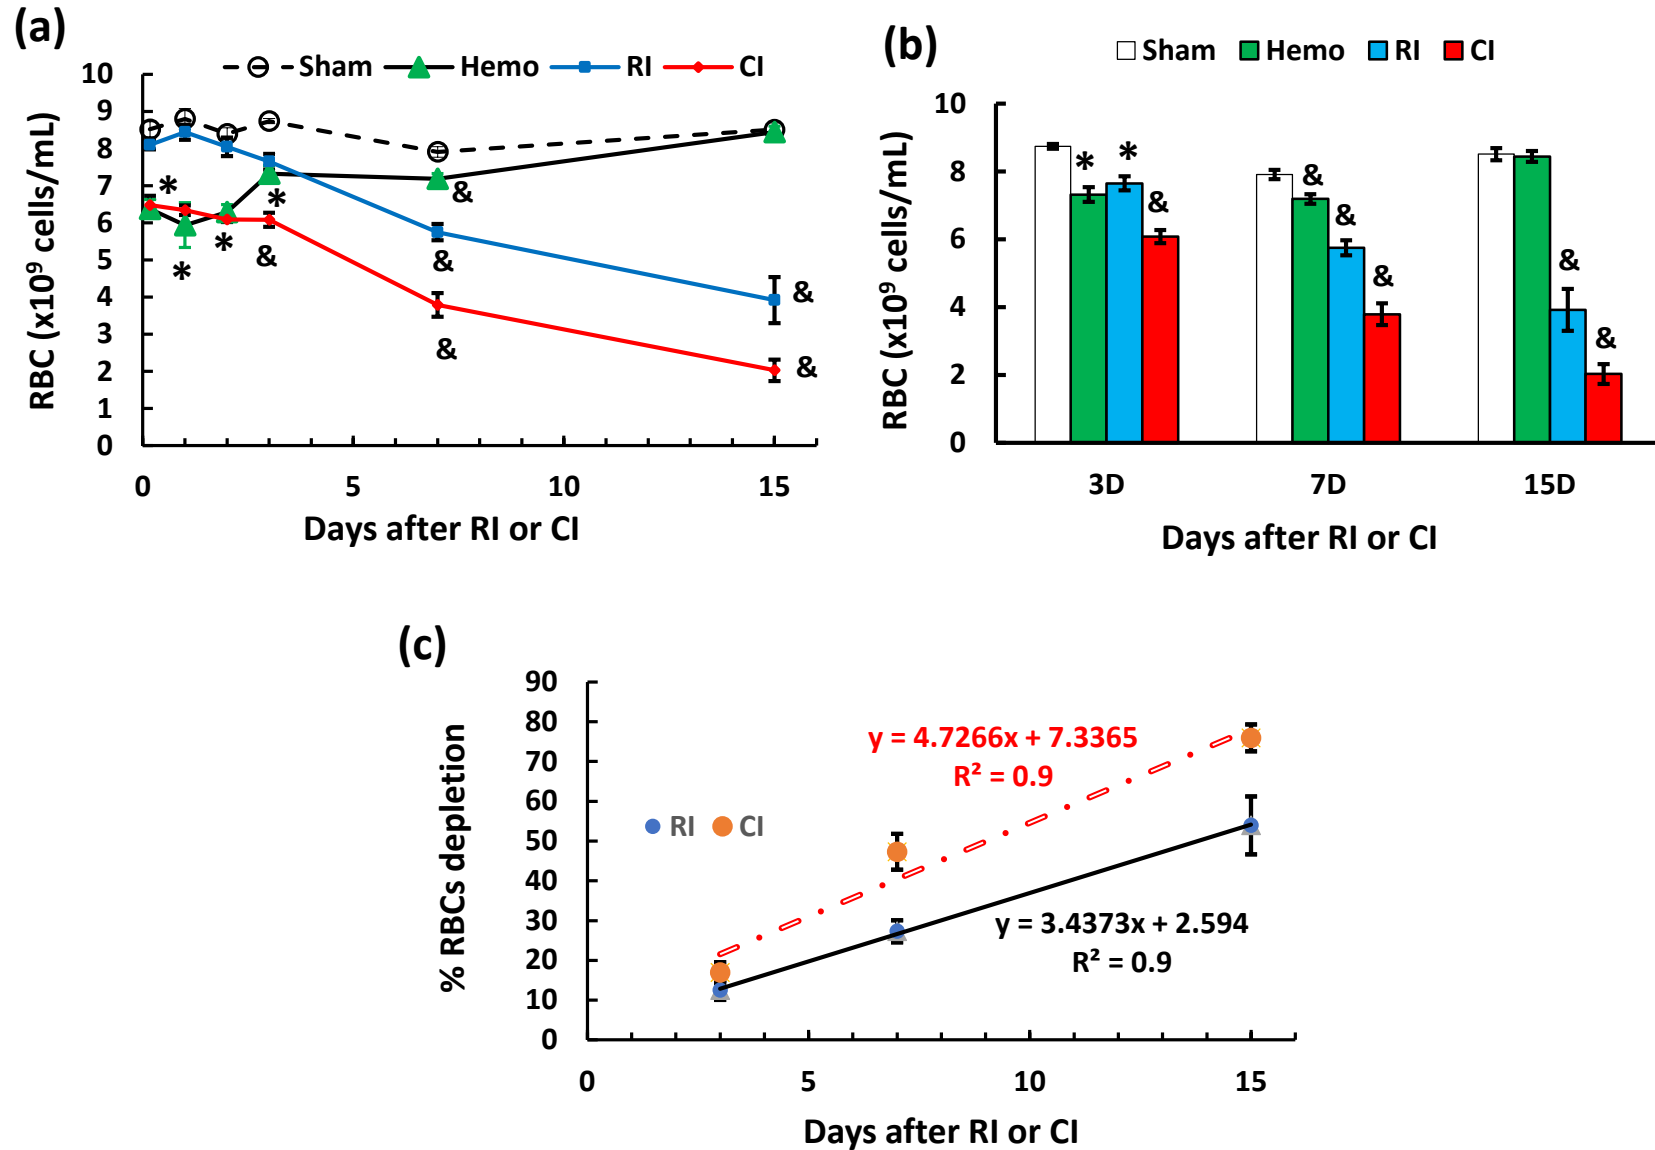 (a)
Sham Hemo RI CI
10
9
8
7
6
5
4
3
2
1
0
RBC (x10⁹ cells/mL)
* * * * & & & & & &
0 5 10 15
Days after RI or CI
(b)
Sham Hemo RI CI
10
8
6
4
2
0
RBC (x10⁹ cells/mL)
* * & & & & & &
3D 7D 15D
Days after RI or CI
(c)
90
80
70
60
50
40
30
20
10
0
% RBCs depletion
y = 4.7266x + 7.3365
R² = 0.9
RI CI
y = 3.4373x + 2.594
R² = 0.9
0 5 10 15
Days after RI or CI